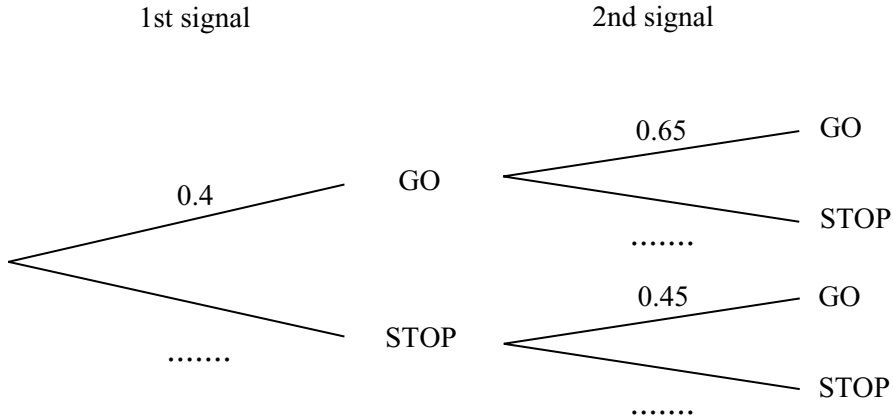 1st signal
2nd signal
0.4
GO
STOP
.......
0.65
GO
STOP
.......
0.45
GO
STOP
.......